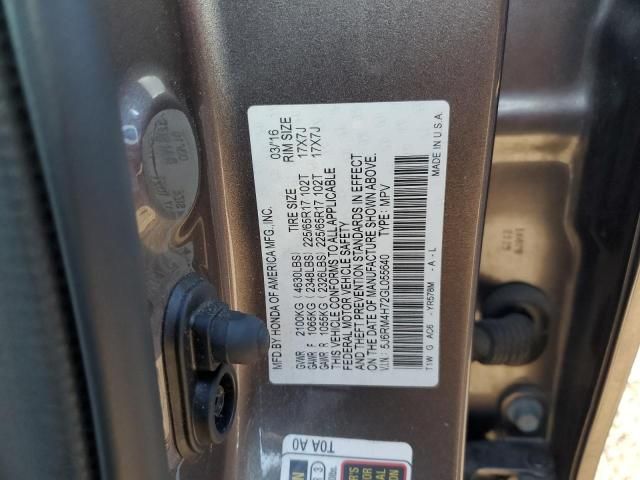 MFD.BY HONDA OF AMERICA MFG.,INC. 03/'16
TIRE SIZE RIM SIZE
GVWR 2100KG (4630LBS)
GAWR F 1065KG (2348LBS) 225/65R17 102T 17X7J
GAWR R 1055KG (2326LBS) 225/65R17 102T 17X7J
THIS VEHICLE CONFORMS TO ALL APPLICABLE
FEDERAL MOTOR VEHICLE SAFETY
AND THEFT PREVENTION STANDARDS IN EFFECT
ON THE DATE OF MANUFACTURE SHOWN ABOVE.
V.I.N.: 5J6RM4H72GL055640 TYPE: MPV
T1W G AC6 - YR578M - A - L MADE IN U.S.A.
T0A A0